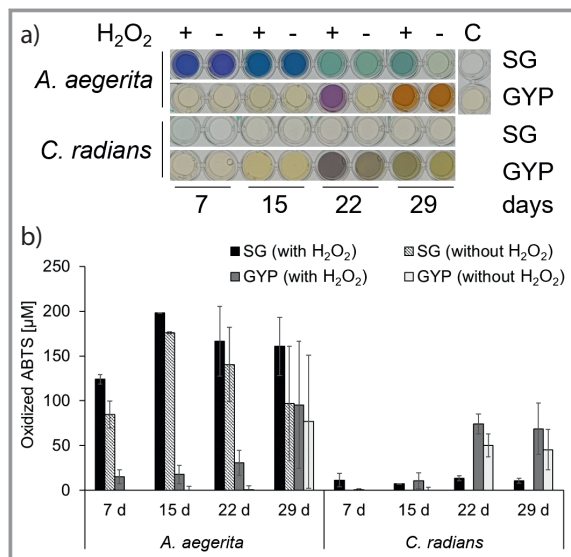 a)
H₂O₂ + - + - + - + - C
A. aegerita
SG
GYP
C. radians
SG
GYP
7 15 22 29 days
b)
SG (with H₂O₂) SG (without H₂O₂)
GYP (with H₂O₂) GYP (without H₂O₂)
Oxidized ABTS [µM]
250
200
150
100
50
0
7 d 15 d 22 d 29 d 7 d 15 d 22 d 29 d
A. aegerita C. radians